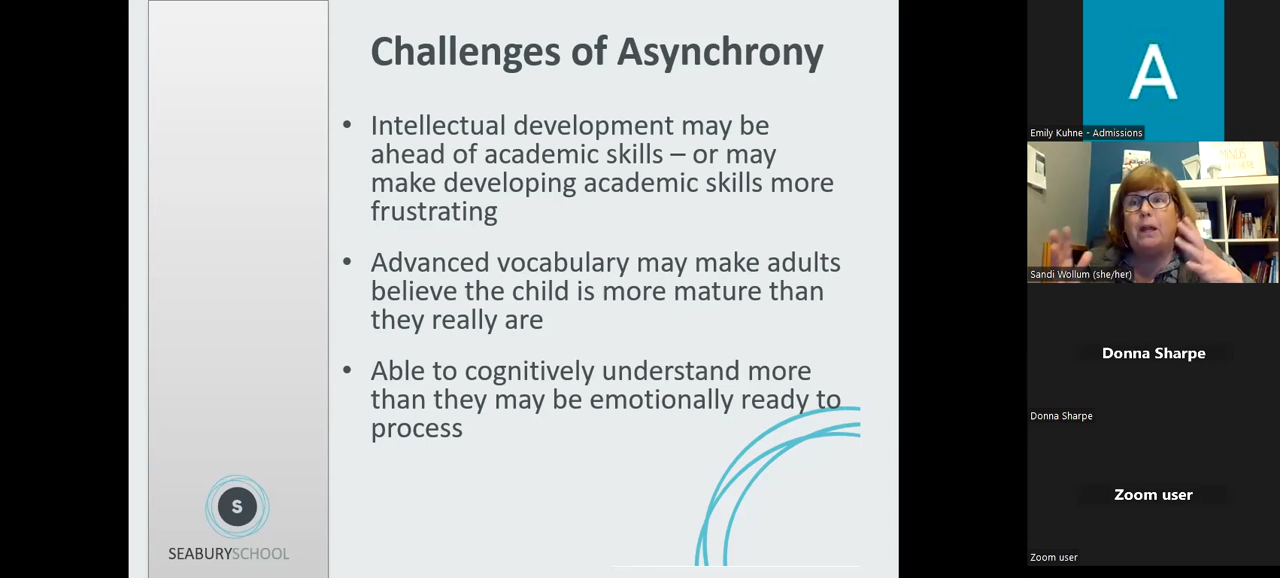 Challenges of Asynchrony
• Intellectual development may be
ahead of academic skills – or may
make developing academic skills more
frustrating
• Advanced vocabulary may make adults
believe the child is more mature than
they really are
• Able to cognitively understand more
than they may be emotionally ready to
process
S
SEABURYSCHOOL
A
Emily Kuhne - Admissions
MINDS
Sandi Wollum (she/her)
Donna Sharpe
Donna Sharpe
Zoom user
Zoom user